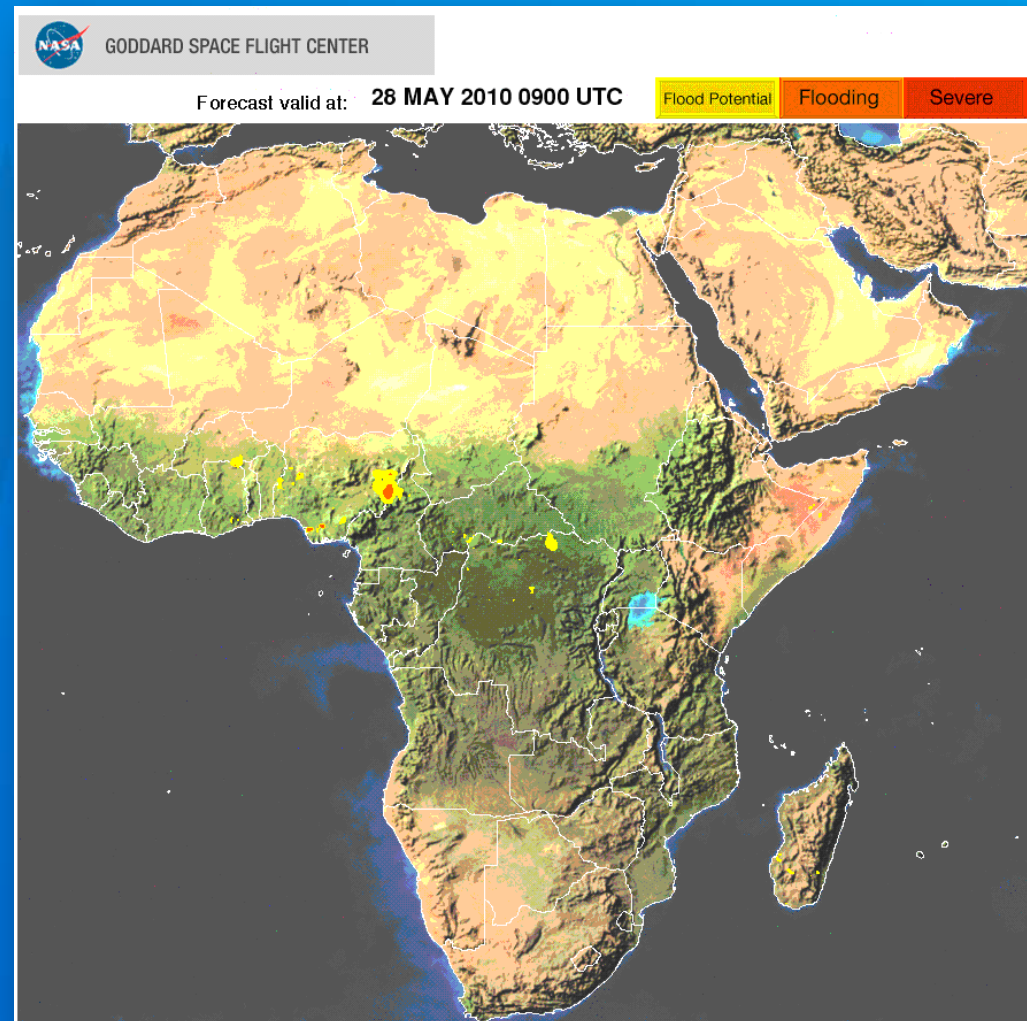 NASA
GODDARD SPACE FLIGHT CENTER
Forecast valid at: 28 MAY 2010 0900 UTC
Flood Potential Flooding Severe